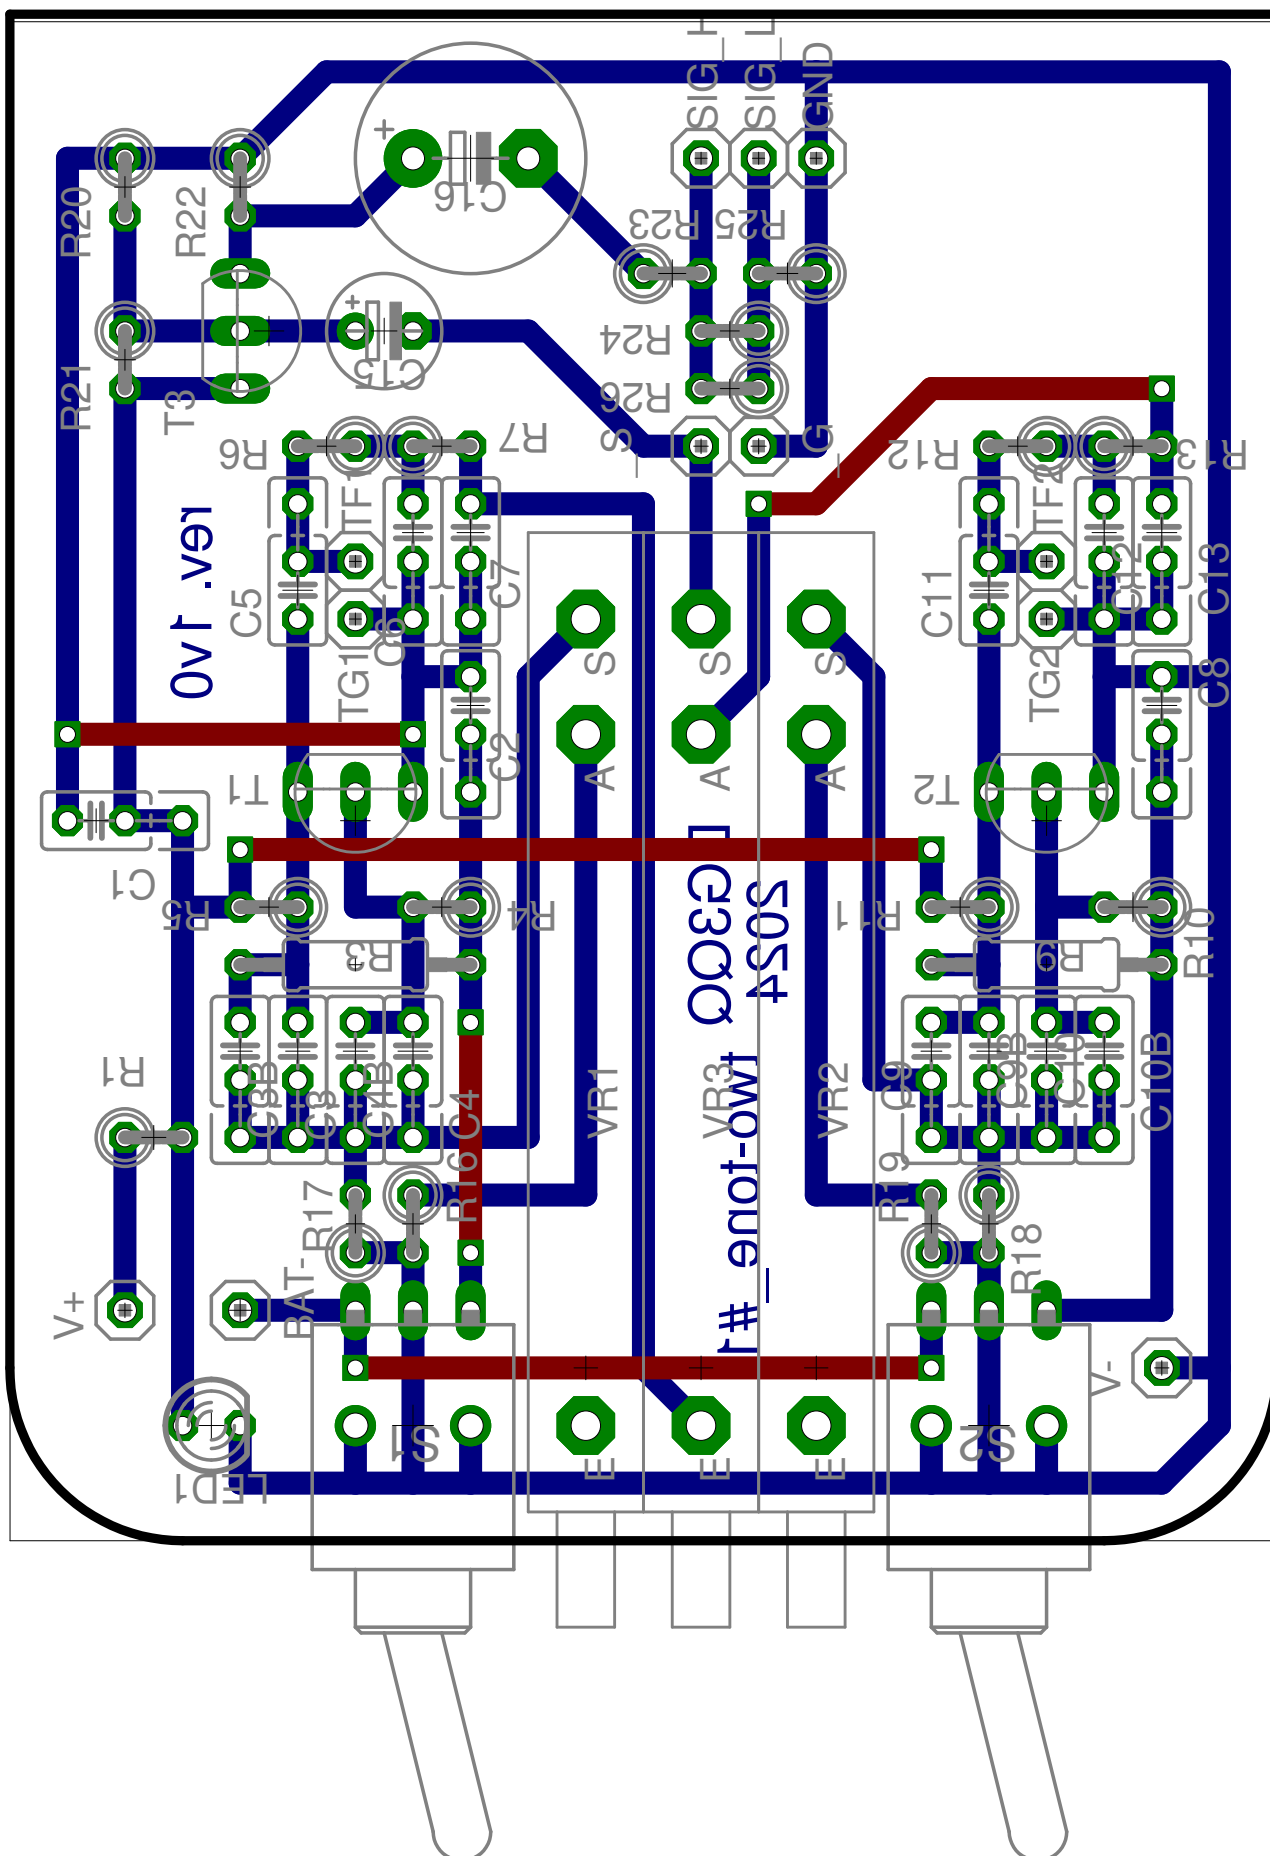 SIG_H
SIG_L
GND
+
C16
R20
R22
R23
R25
+
C15
R24
R26
R21
T3
S_
G_
R6
R7
R12
R13
TF1
TF2
rev. 1v0
C5
C6
C7
C11
C12
C13
TG1
TG2
S
S
S
C8
C2
A
A
A
T1
T2
C1
R5
R4
R11
R10
© G3OQQ 2024
two-tone_#1
R3
R9
R1
C3B
C3
C4B
C4
VR1
VR3
VR2
C9
C9B
C10
C10B
R17
R16
R19
R18
V+
BAT-
V-
LED1
S1
E
E
E
S2